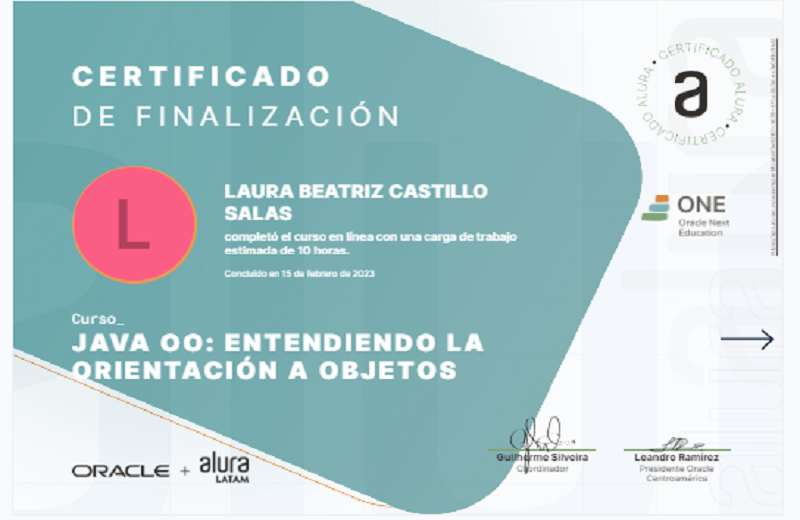 CERTIFICADO
DE FINALIZACIÓN
L
LAURA BEATRIZ CASTILLO
SALAS
completó el curso en línea con una carga de trabajo
estimada de 10 horas.
Concluido en 15 de febrero de 2023
Curso_
JAVA OO: ENTENDIENDO LA
ORIENTACIÓN A OBJETOS
ORACLE + alura
LATAM
CERTIFICADO ALURA • CERTIFICADO ALURA •
a
ONE
Oracle Next
Education
Guilherme Silveira
Coordinador
Leandro Ramirez
Presidente Oracle
Centroamérica
alura